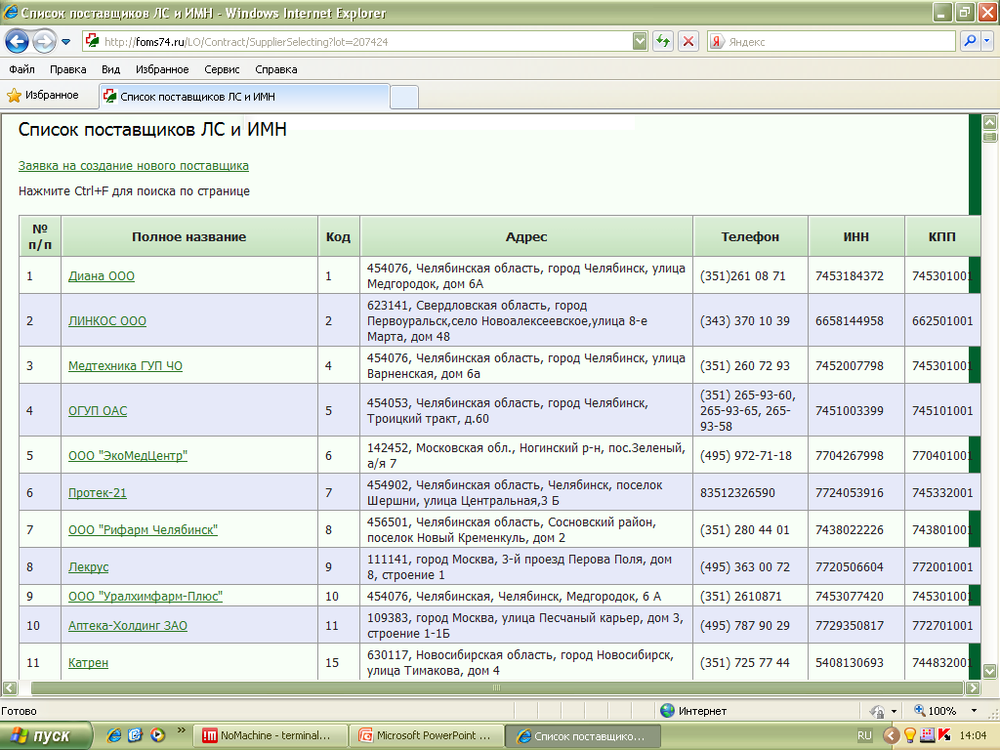 Список поставщиков ЛС и ИМН - Windows Internet Explorer
http://foms74.ru/LO/Contract/SupplierSelecting?lot=207424
Яндекс
Файл Правка Вид Избранное Сервис Справка
Избранное
Список поставщиков ЛС и ИМН
Список поставщиков ЛС и ИМН
Заявка на создание нового поставщика
Нажмите Ctrl+F для поиска по странице
№ п/п Полное название Код Адрес Телефон ИНН КПП
1 Диана ООО 1 454076, Челябинская область, город Челябинск, улица
Медгородок, дом 6А (351)261 08 71 7453184372 745301001
2 ЛИНКОС ООО 2 623141, Свердловская область, город
Первоуральск,село Новоалексеевское,улица 8-е
Марта, дом 48 (343) 370 10 39 6658144958 662501001
3 Медтехника ГУП ЧО 4 454076, Челябинская область, город Челябинск, улица
Варненская, дом 6а (351) 260 72 93 7452007798 745301001
4 ОГУП ОАС 5 454053, Челябинская область, город Челябинск,
Троицкий тракт, д.60 (351) 265-93-60,
265-93-65, 265-
93-58 7451003399 745101001
5 ООО "ЭкоМедЦентр" 6 142452, Московская обл., Ногинский р-н, пос.Зеленый,
а/я 7 (495) 972-71-18 7704267998 770401001
6 Протек-21 7 454902, Челябинская область, Челябинск, поселок
Шершни, улица Центральная,3 Б 83512326590 7724053916 745332001
7 ООО "Рифарм Челябинск" 8 456501, Челябинская область, Сосновский район,
поселок Новый Кременкуль, дом 2 (351) 280 44 01 7438022226 743801001
8 Лекрус 9 111141, город Москва, 3-й проезд Перова Поля, дом
8, строение 1 (495) 363 00 72 7720506604 772001001
9 ООО "Уралхимфарм-Плюс" 10 454076, Челябинская, Челябинск, Медгородок, 6 А (351) 2610871 7453077420 745301001
10 Аптека-Холдинг ЗАО 11 109383, город Москва, улица Песчаный карьер, дом 3,
строение 1-1Б (495) 787 90 29 7729350817 772701001
11 Катрен 15 630117, Новосибирская область, город Новосибирск,
улица Тимакова, дом 4 (351) 725 77 44 5408130693 744832001
Готово Интернет 100%
пуск NoMachine - terminal... Microsoft PowerPoint ... Список поставщико... RU 14:04